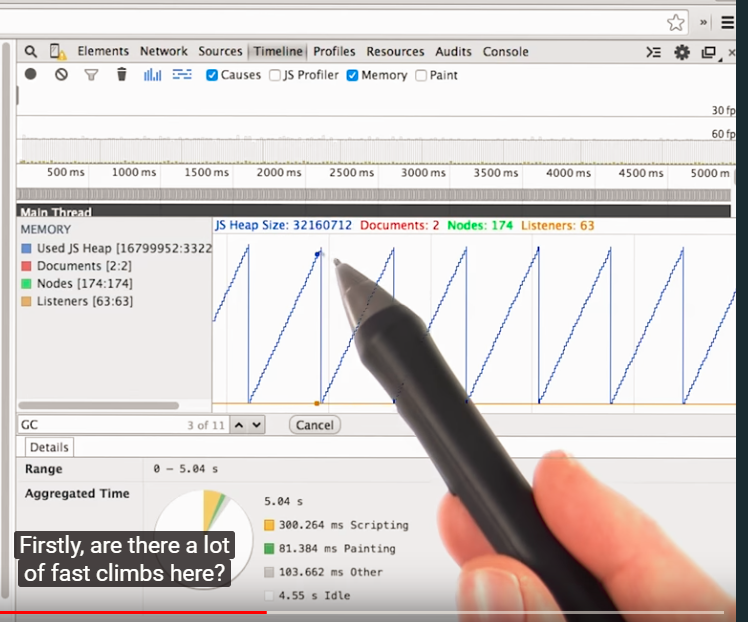 »
Elements Network Sources Timeline Profiles Resources Audits Console
Causes JS Profiler Memory Paint
30 fp
60 fp
500 ms 1000 ms 1500 ms 2000 ms 2500 ms 3000 ms 3500 ms 4000 ms 4500 ms 5000 m
Main Thread
MEMORY
JS Heap Size: 32160712 Documents: 2 Nodes: 174 Listeners: 63
Used JS Heap [16799952:3322
Documents [2:2]
Nodes [174:174]
Listeners [63:63]
GC 3 of 11 Cancel
Details
Range 0 – 5.04 s
Aggregated Time
5.04 s
300.264 ms Scripting
81.384 ms Painting
103.662 ms Other
4.55 s Idle
Firstly, are there a lot
of fast climbs here?